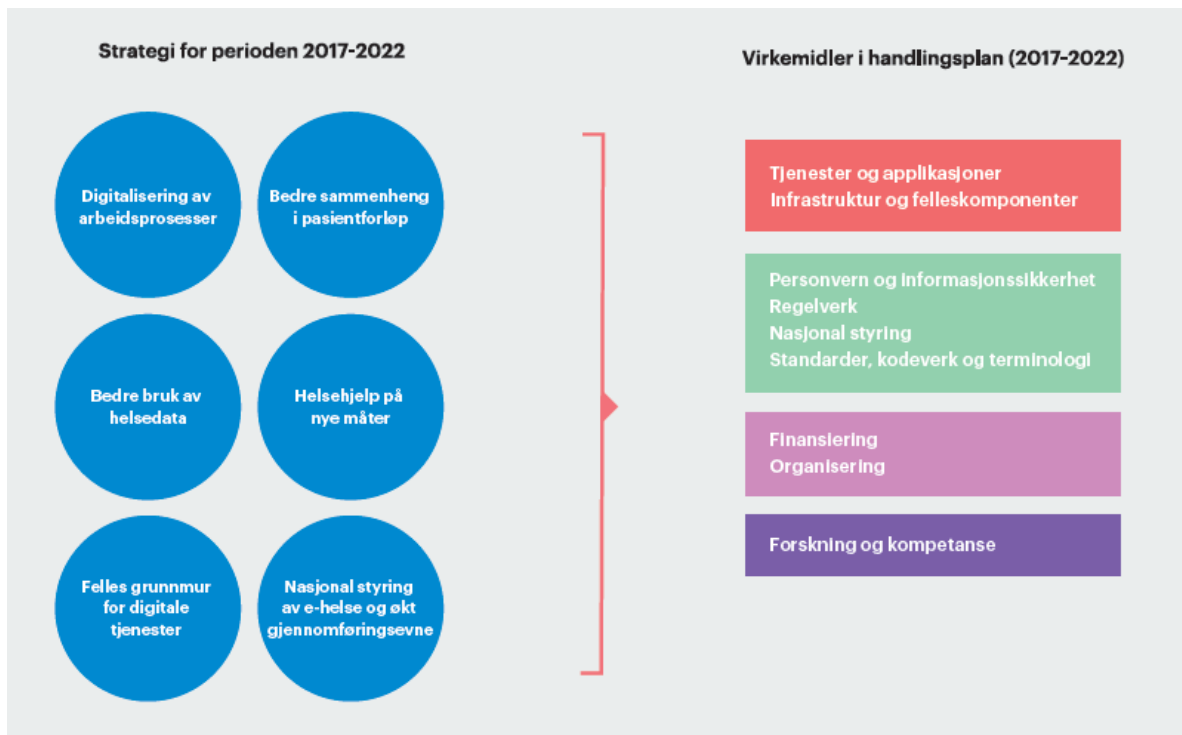 Strategi for perioden 2017-2022
Digitalisering av
arbeidsprosesser
Bedre sammenheng
i pasientforløp
Bedre bruk av
helsedata
Helsehjelp på
nye måter
Felles grunnmur
for digitale
tjenester
Nasjonal styring
av e-helse og økt
gjennomføringsevne
Virkemidler i handlingsplan (2017-2022)
Tjenester og applikasjoner
Infrastruktur og felleskomponenter
Personvern og informasjonssikkerhet
Regelverk
Nasjonal styring
Standarder, kodeverk og terminologi
Finansiering
Organisering
Forskning og kompetanse